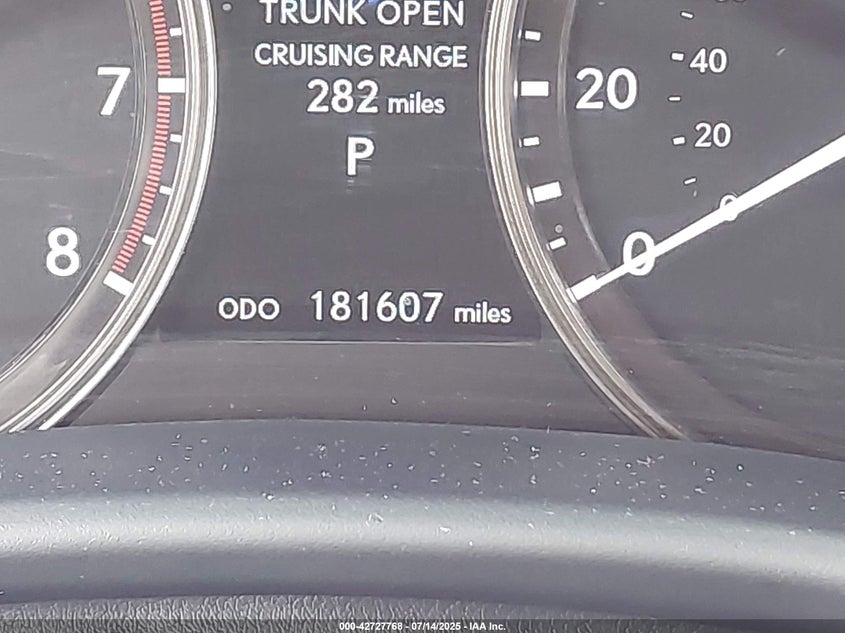 TRUNK OPEN
CRUISING RANGE
282 miles
P
ODO 181607 miles
7
8
20
0
40
20
0
000-42727768 - 07/14/2025 - IAA Inc.